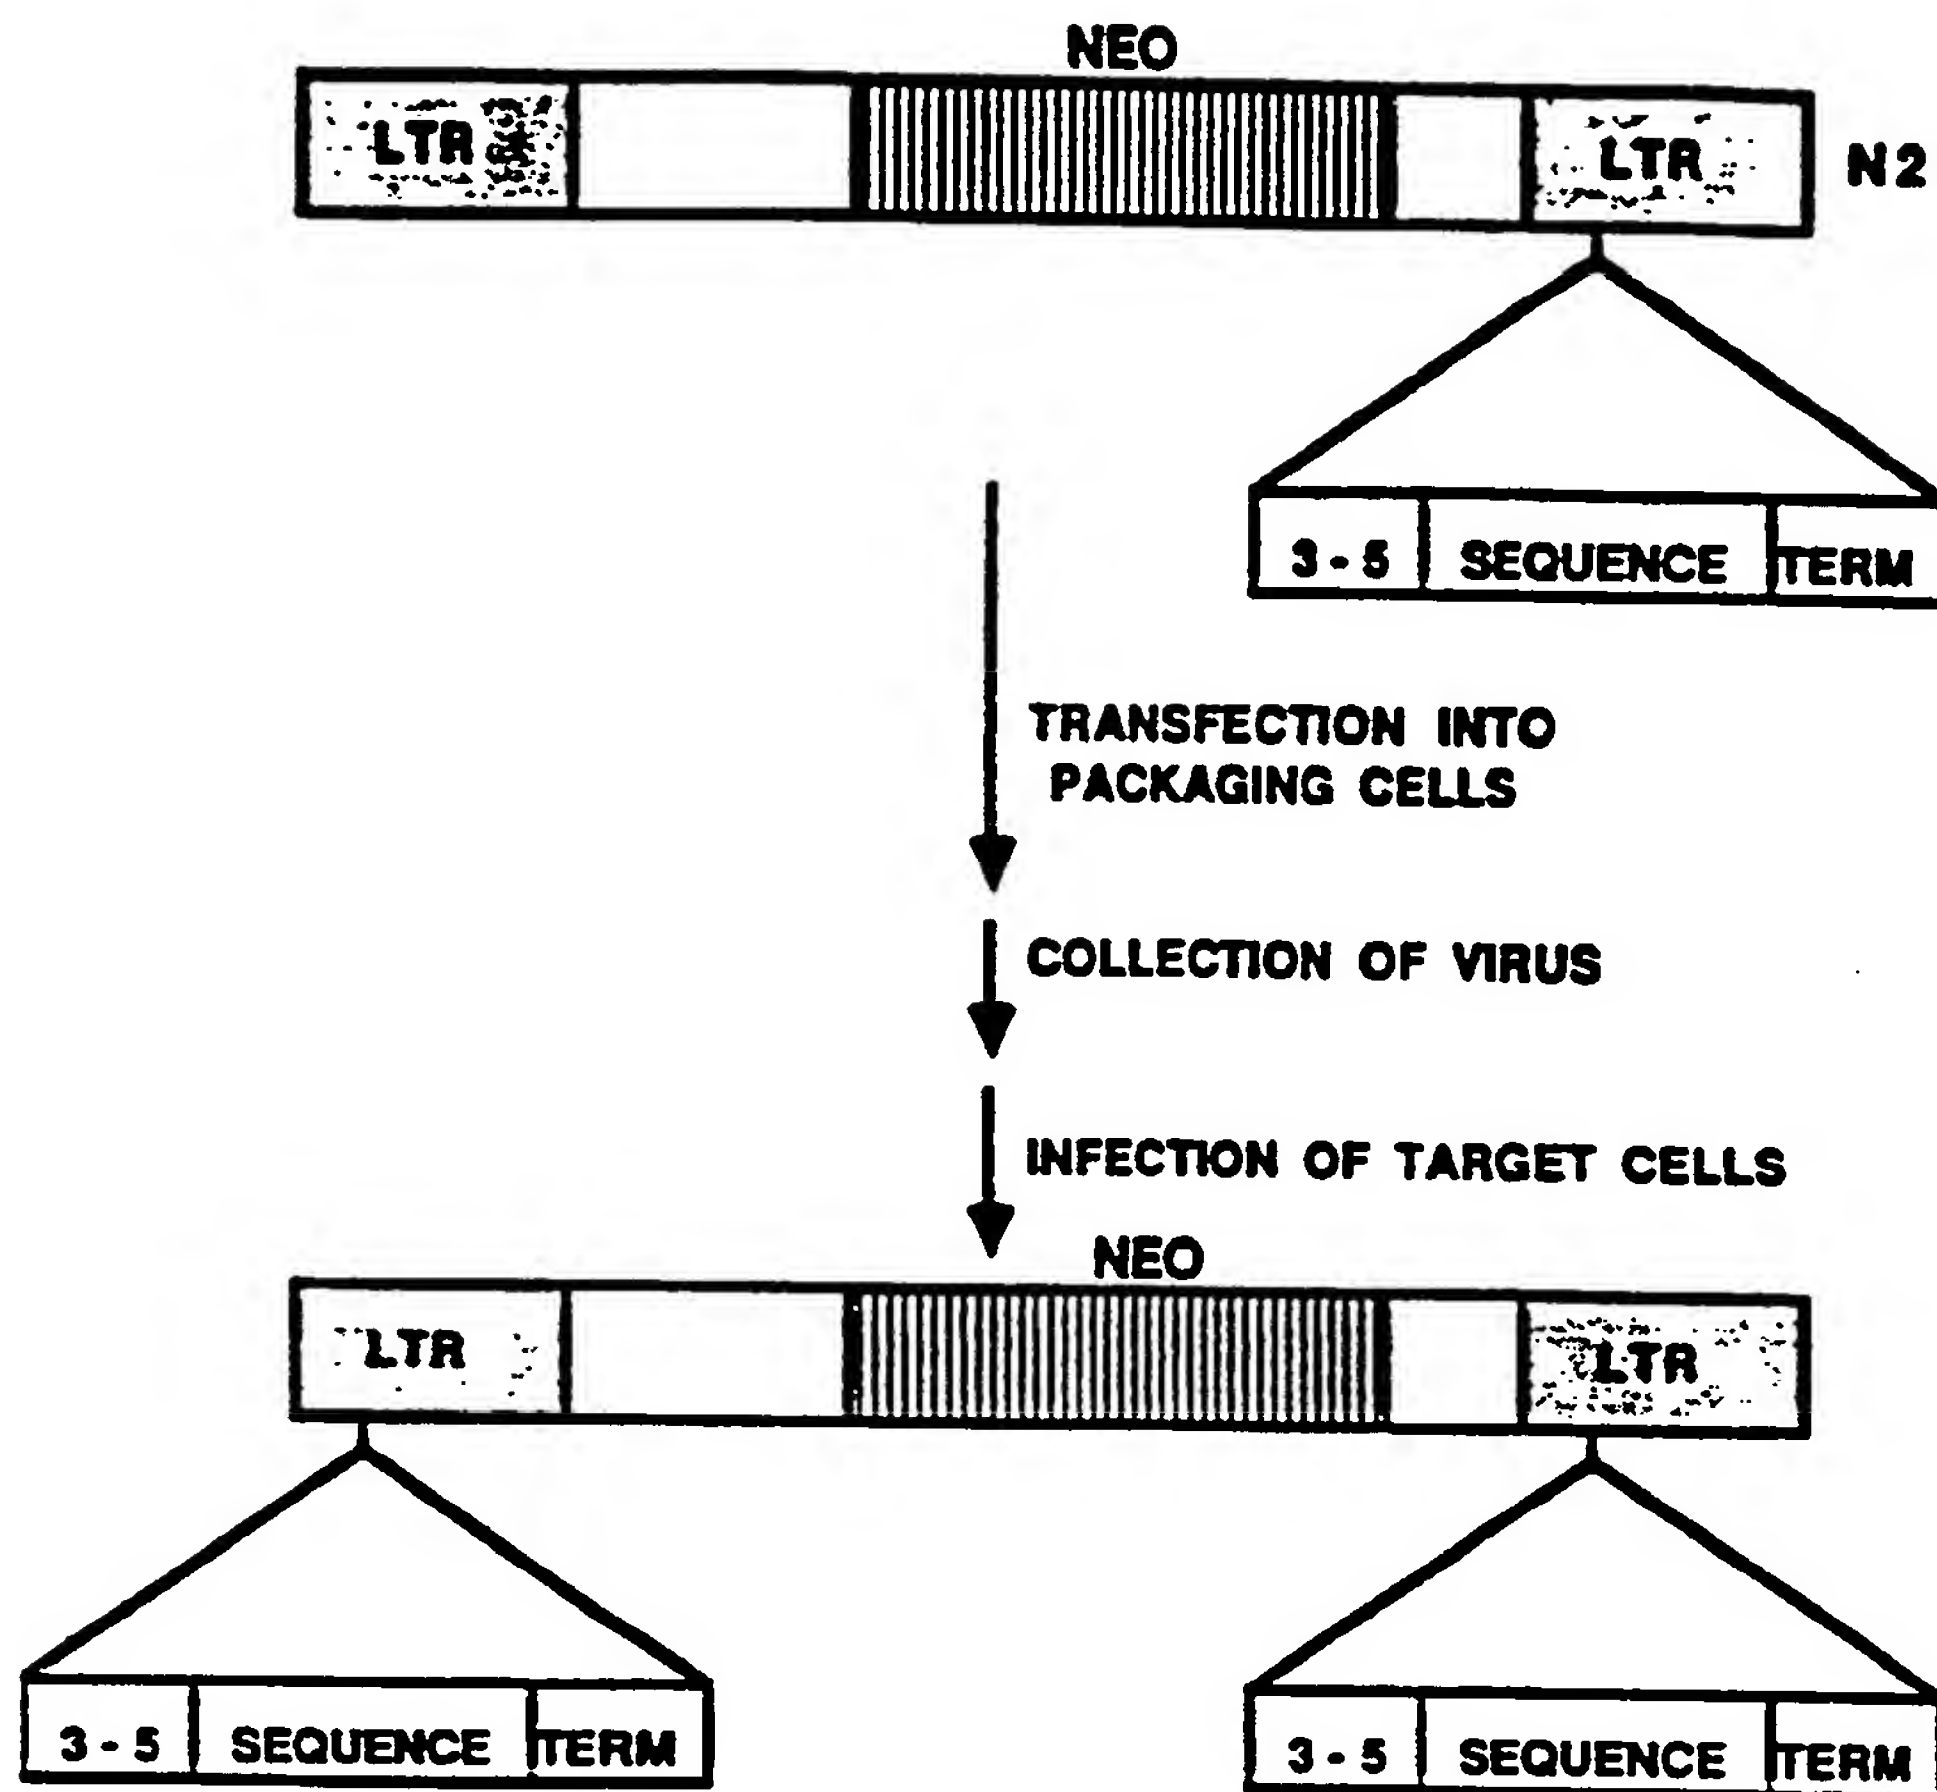 NEO
LTR
LTR
N2
3 - 5 SEQUENCE TERM
TRANSFECTION INTO
PACKAGING CELLS
COLLECTION OF VIRUS
INFECTION OF TARGET CELLS
NEO
LTR
LTR
3 - 5 SEQUENCE TERM
3 - 5 SEQUENCE TERM